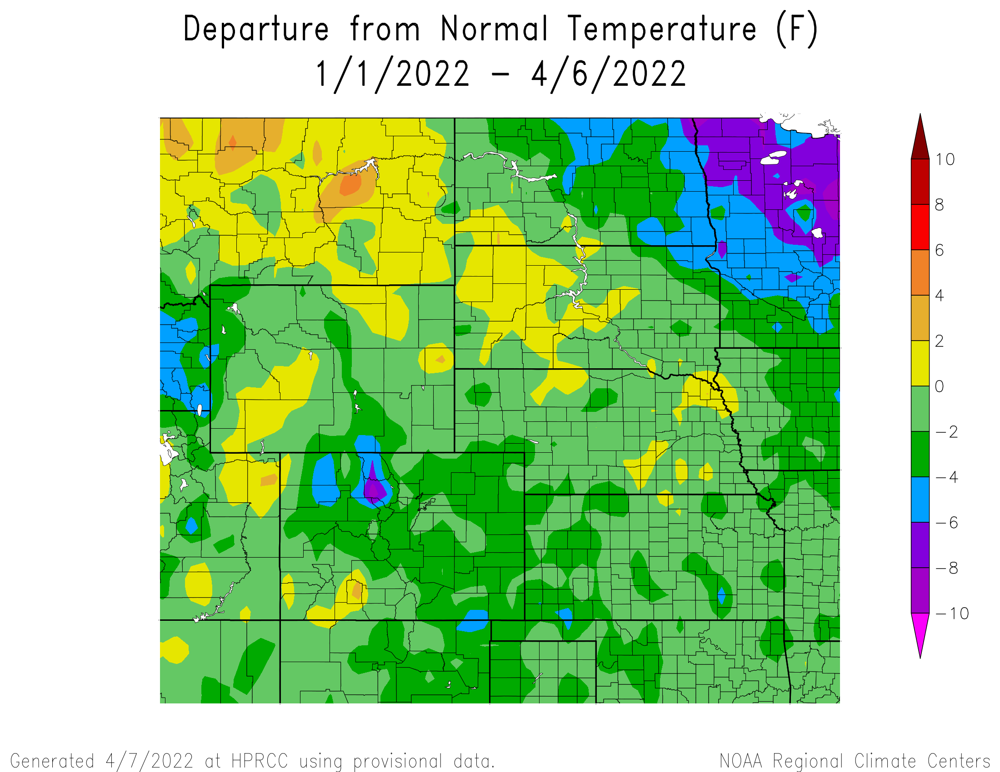 Departure from Normal Temperature (F)
1/1/2022 – 4/6/2022
10
8
6
4
2
0
−2
−4
−6
−8
−10
Generated 4/7/2022 at HPRCC using provisional data.
NOAA Regional Climate Centers